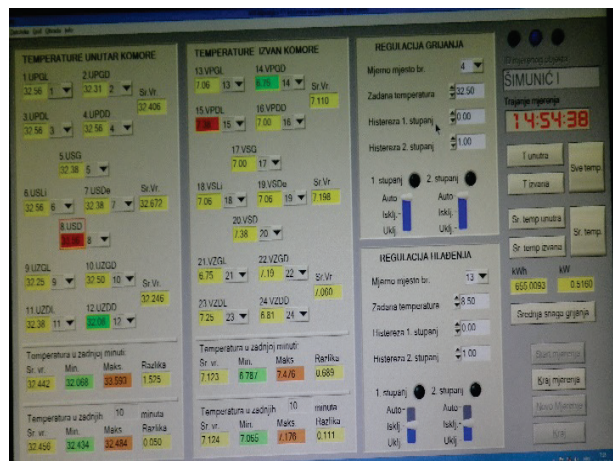 TEMPERATURE UNUTAR KOMORE
1.UPGL 2.UPGD
32.56 1 32.31 2 Sr.Vr.
32.406
3.UPDL 4.UPDD
32.56 3 32.56 4
5.USG
32.38 5
6.USLi 7.USDe Sr.Vr.
32.56 6 32.38 7 32.672
8.USD
8
9.UZGL 10.UZGD
32.25 9 32.50 10 Sr.Vr.
32.246
11.UZDL 12.UZDD
32.38 11 32.06 12
Temperatura u zadnjoj minuti:
Sr. vr. Min. Maks. Razlika
32.442 32.068 33.593 1.525
Temperatura u zadnjih 10 minuta
Sr. vr. Min. Maks. Razlika
32.456 32.434 32.484 0.050
TEMPERATURE IZVAN KOMORE
13.VPGL 14.VPGD
7.06 13 6.75 14 Sr.Vr.
7.110
15.VPDL 16.VPDD
15 7.00 16
17.VSG
7.00 17
18.VSLi 19.VSDe Sr.Vr.
7.06 18 7.06 19 7.198
20.VSD
7.38 20
21.VZGL 22.VZGD
6.75 21 7.19 22 Sr.Vr.
7.060
23.VZDL 24.VZDD
7.25 23 6.81 24
Temperatura u zadnjoj minuti:
Sr. vr. Min. Maks. Razlika
7.123 6.787 7.476 0.689
Temperatura u zadnjih 10 minuta
Sr. vr. Min. Maks. Razlika
7.124 7.065 7.176 0.111
REGULACIJA GRIJANJA
Mjerno mjesto br. 4
Zadana temperatura 32.50
Histereza 1. stupanj 0.00
Histereza 2. stupanj 1.00
1. stupanj 2. stupanj
Auto Auto
Isklj.- Isklj.-
Uklj. Uklj.
REGULACIJA HLAĐENJA
Mjerno mjesto br. 13
Zadana temperatura 8.50
Histereza 1. stupanj 0.00
Histereza 2. stupanj 1.00
1. stupanj 2. stupanj
Auto- Auto-
Isklj. Isklj.
Uklj. Uklj.
ŠIMUNIĆ I
Trajanje mjerenja
14:54:38
T unutra
T izvana
Sve temp.
Sr. temp unutra
Sr. temp izvana
Sr. temp.
kWh kW
655.0093 0.5160
Srednja snaga grijanja
Start mjerenja
Kraj mjerenja
Novo Mjerenje
Kraj